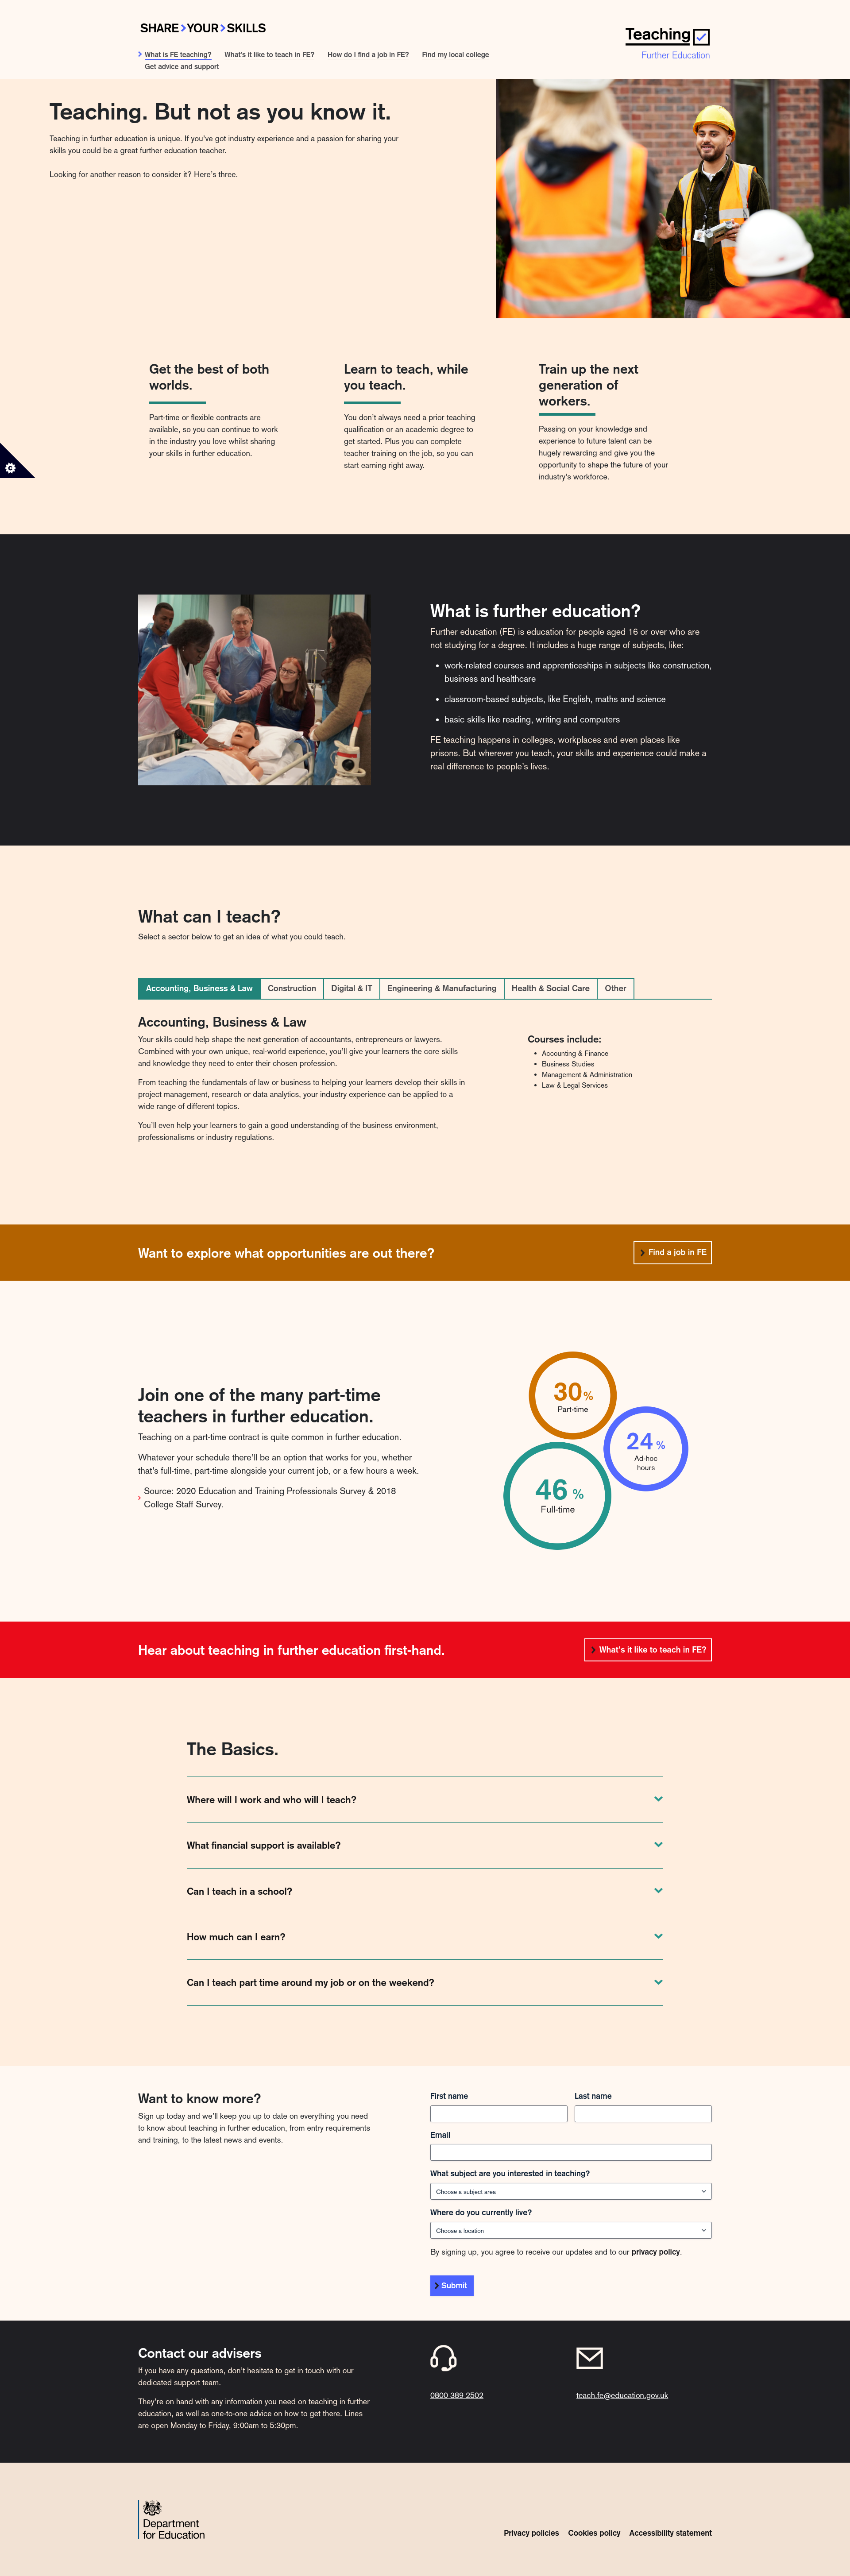 SHARE YOUR SKILLS
What is FE teaching?
What's it like to teach in FE?
How do I find a job in FE?
Find my local college
Get advice and support
Teaching
Further Education
Teaching. But not as you know it.
Teaching in further education is unique. If you've got industry experience and a passion for sharing your
skills you could be a great further education teacher.
Looking for another reason to consider it? Here's three.
Get the best of both
worlds.
Part-time or flexible contracts are
available, so you can continue to work
in the industry you love whilst sharing
your skills in further education.
Learn to teach, while
you teach.
You don't always need a prior teaching
qualification or an academic degree to
get started. Plus you can complete
teacher training on the job, so you can
start earning right away.
Train up the next
generation of
workers.
Passing on your knowledge and
experience to future talent can be
hugely rewarding and give you the
opportunity to shape the future of your
industry's workforce.
What is further education?
Further education (FE) is education for people aged 16 or over who are
not studying for a degree. It includes a huge range of subjects, like:
• work-related courses and apprenticeships in subjects like construction,
business and healthcare
• classroom-based subjects, like English, maths and science
• basic skills like reading, writing and computers
FE teaching happens in colleges, workplaces and even places like
prisons. But wherever you teach, your skills and experience could make a
real difference to people's lives.
What can I teach?
Select a sector below to get an idea of what you could teach.
Accounting, Business & Law
Construction
Digital & IT
Engineering & Manufacturing
Health & Social Care
Other
Accounting, Business & Law
Your skills could help shape the next generation of accountants, entrepreneurs or lawyers.
Combined with your own unique, real-world experience, you'll give your learners the core skills
and knowledge they need to enter their chosen profession.
From teaching the fundamentals of law or business to helping your learners develop their skills in
project management, research or data analytics, your industry experience can be applied to a
wide range of different topics.
You'll even help your learners to gain a good understanding of the business environment,
professionalisms or industry regulations.
Courses include:
• Accounting & Finance
• Business Studies
• Management & Administration
• Law & Legal Services
Want to explore what opportunities are out there?
Find a job in FE
Join one of the many part-time
teachers in further education.
Teaching on a part-time contract is quite common in further education.
Whatever your schedule there'll be an option that works for you, whether
that's full-time, part-time alongside your current job, or a few hours a week.
Source: 2020 Education and Training Professionals Survey & 2018
College Staff Survey.
30%
Part-time
24 %
Ad-hoc
hours
46 %
Full-time
Hear about teaching in further education first-hand.
What's it like to teach in FE?
The Basics.
Where will I work and who will I teach?
What financial support is available?
Can I teach in a school?
How much can I earn?
Can I teach part time around my job or on the weekend?
Want to know more?
Sign up today and we'll keep you up to date on everything you need
to know about teaching in further education, from entry requirements
and training, to the latest news and events.
First name
Last name
Email
What subject are you interested in teaching?
Choose a subject area
Where do you currently live?
Choose a location
By signing up, you agree to receive our updates and to our privacy policy.
Submit
Contact our advisers
If you have any questions, don't hesitate to get in touch with our
dedicated support team.
They're on hand with any information you need on teaching in further
education, as well as one-to-one advice on how to get there. Lines
are open Monday to Friday, 9:00am to 5:30pm.
0800 389 2502
teach.fe@education.gov.uk
Department
for Education
Privacy policies
Cookies policy
Accessibility statement